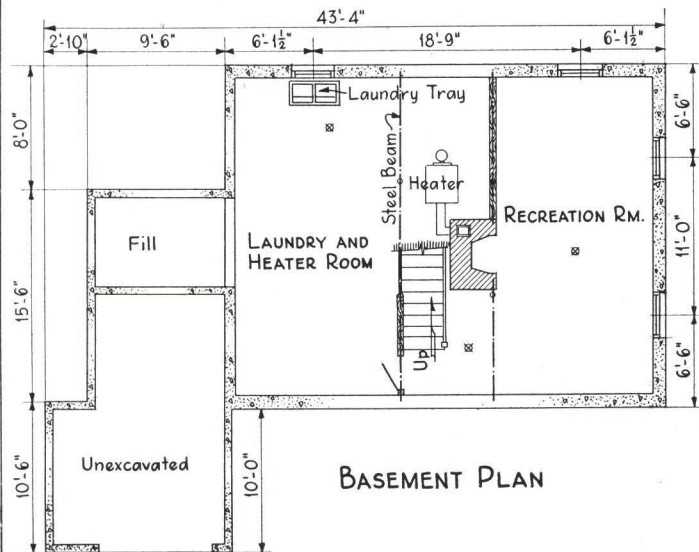 43'-4"
2'-10"
9'-6"
6'-1½"
18'-9"
6'-1½"
Laundry Tray
8'-0"
6'-6"
Steel Beam
Heater
RECREATION RM.
Fill
LAUNDRY AND
HEATER ROOM
11'-0"
15'-6"
Up
6'-6"
Unexcavated
10'-6"
10'-0"
BASEMENT PLAN